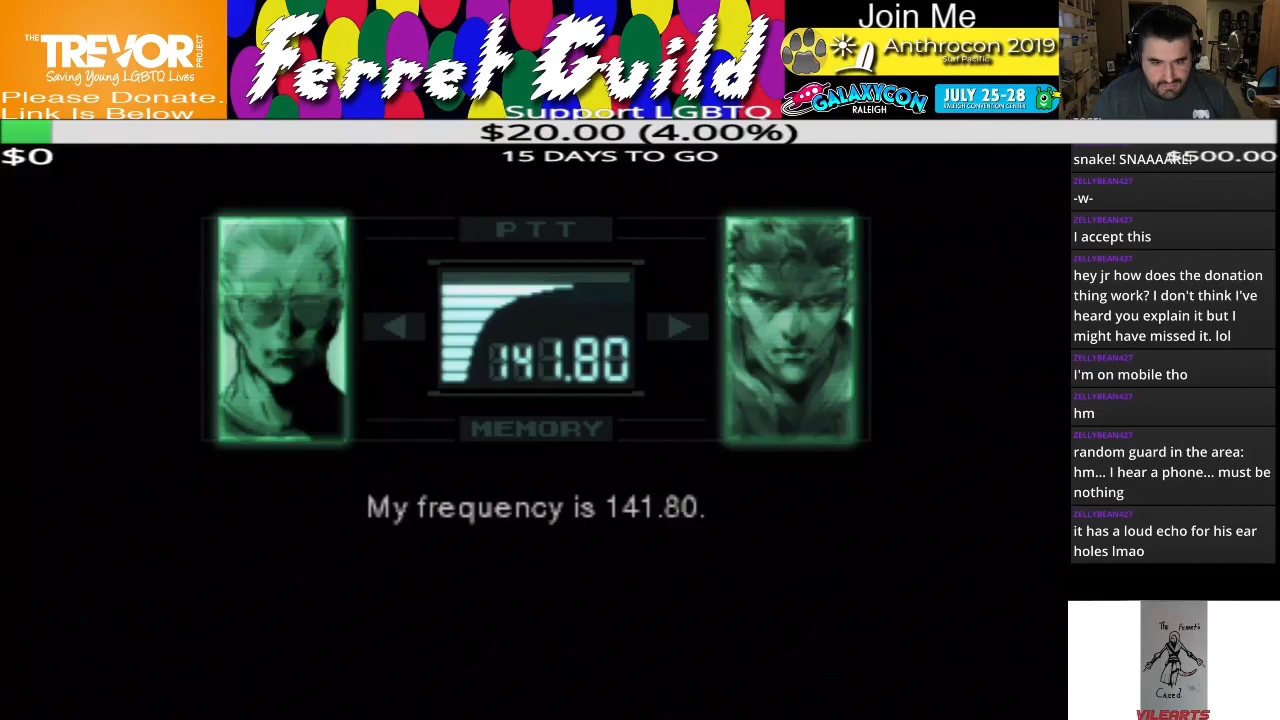 THE
TREVOR
PROJECT
Saving Young LGBTQ Lives
Please Donate.
Link Is Below
Ferret Guild
Support LGBTQ
Join Me
Anthrocon 2019
Surf Pacific
GALAXYCON
RALEIGH
JULY 25-28
RALEIGH CONVENTION CENTER
$20.00 (4.00%)
$0
15 DAYS TO GO
$500.00
snake! SNAAAAKE!
ZELLYBEAN427
-w-
ZELLYBEAN427
I accept this
ZELLYBEAN427
hey jr how does the donation
thing work? I don't think I've
heard you explain it but I
might have missed it. lol
ZELLYBEAN427
I'm on mobile tho
ZELLYBEAN427
hm
ZELLYBEAN427
random guard in the area:
hm... I hear a phone... must be
nothing
ZELLYBEAN427
it has a loud echo for his ear
holes lmao
PTT
141.80
MEMORY
My frequency is 141.80.
The Ferret's
Creed
VILEARTS